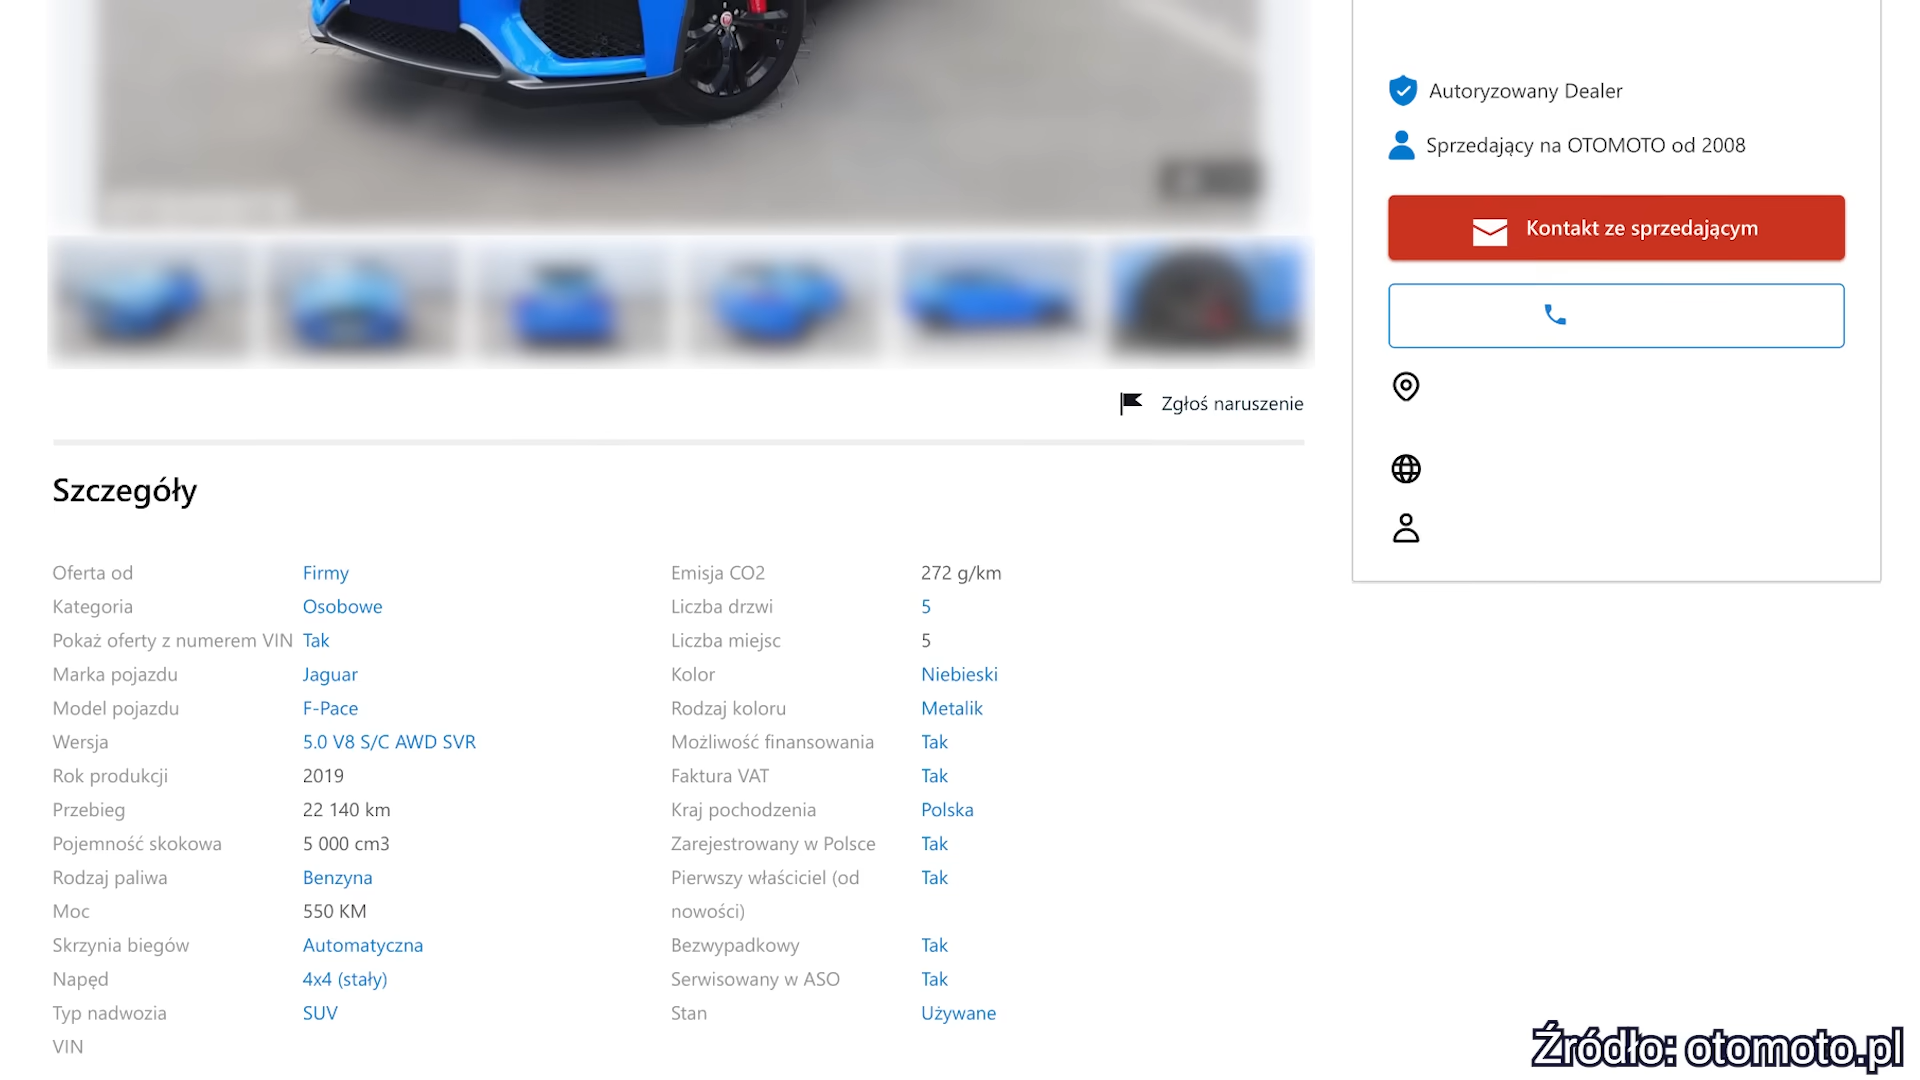 Autoryzowany Dealer
Sprzedający na OTOMOTO od 2008
Kontakt ze sprzedającym
Zgłoś naruszenie
Szczegóły
Oferta od Firmy
Kategoria Osobowe
Pokaż oferty z numerem VIN Tak
Marka pojazdu Jaguar
Model pojazdu F-Pace
Wersja 5.0 V8 S/C AWD SVR
Rok produkcji 2019
Przebieg 22 140 km
Pojemność skokowa 5 000 cm3
Rodzaj paliwa Benzyna
Moc 550 KM
Skrzynia biegów Automatyczna
Napęd 4x4 (stały)
Typ nadwozia SUV
VIN
Emisja CO2 272 g/km
Liczba drzwi 5
Liczba miejsc 5
Kolor Niebieski
Rodzaj koloru Metalik
Możliwość finansowania Tak
Faktura VAT Tak
Kraj pochodzenia Polska
Zarejestrowany w Polsce Tak
Pierwszy właściciel (od Tak
nowości)
Bezwypadkowy Tak
Serwisowany w ASO Tak
Stan Używane
Źródło: otomoto.pl